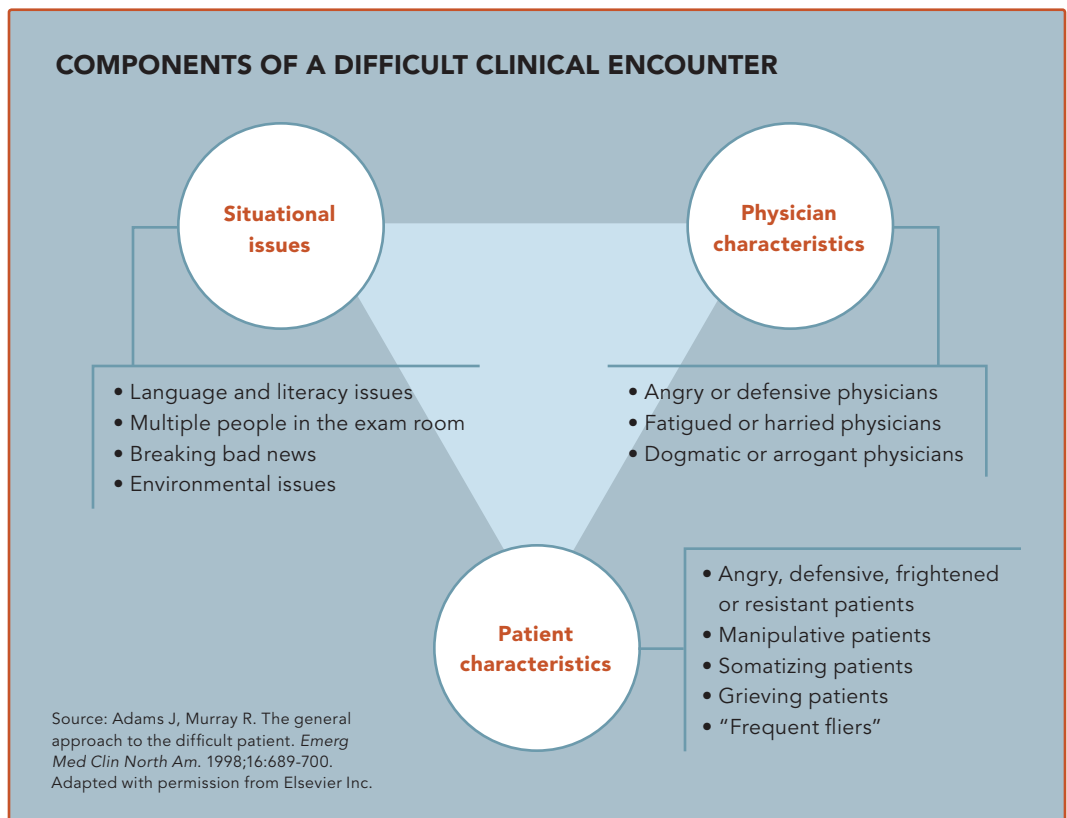 COMPONENTS OF A DIFFICULT CLINICAL ENCOUNTER
Situational
issues
• Language and literacy issues
• Multiple people in the exam room
• Breaking bad news
• Environmental issues
Physician
characteristics
• Angry or defensive physicians
• Fatigued or harried physicians
• Dogmatic or arrogant physicians
Patient
characteristics
• Angry, defensive, frightened
or resistant patients
• Manipulative patients
• Somatizing patients
• Grieving patients
• “Frequent fliers”
Source: Adams J, Murray R. The general
approach to the difficult patient. Emerg
Med Clin North Am. 1998;16:689-700.
Adapted with permission from Elsevier Inc.